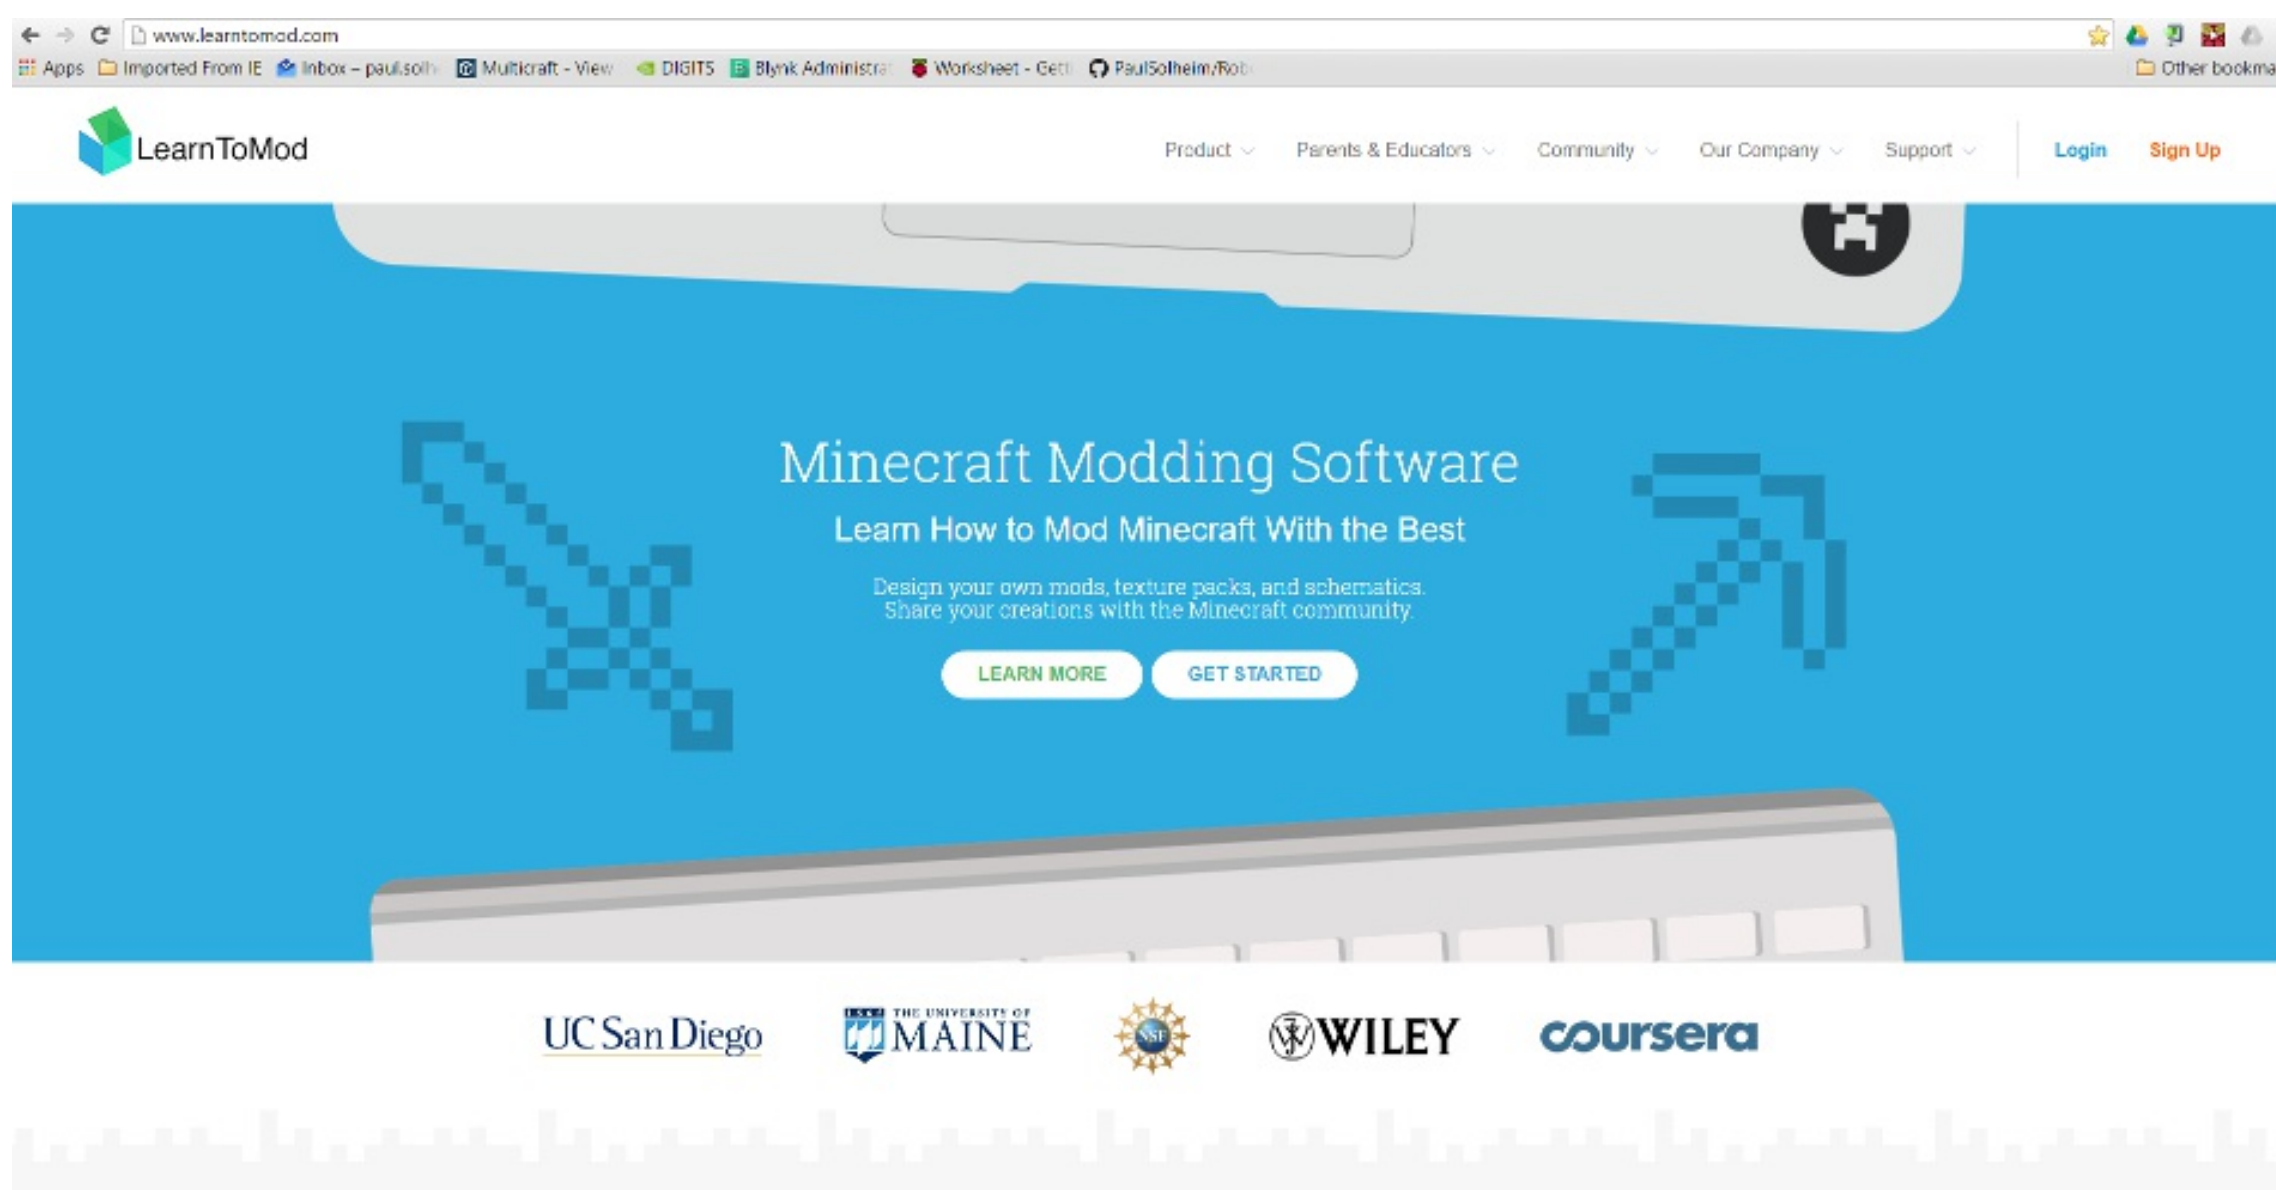 www.learntomod.com
Apps Imported From IE Inbox – paul.solh Multicraft - View DIGITS Blynk Administrat Worksheet - Gett PaulSolheim/Rob Other bookma
LearnToMod Product Parents & Educators Community Our Company Support Login Sign Up
Minecraft Modding Software
Learn How to Mod Minecraft With the Best
Design your own mods, texture packs, and schematics.
Share your creations with the Minecraft community.
LEARN MORE GET STARTED
UC San Diego THE UNIVERSITY OF MAINE NSF WILEY coursera